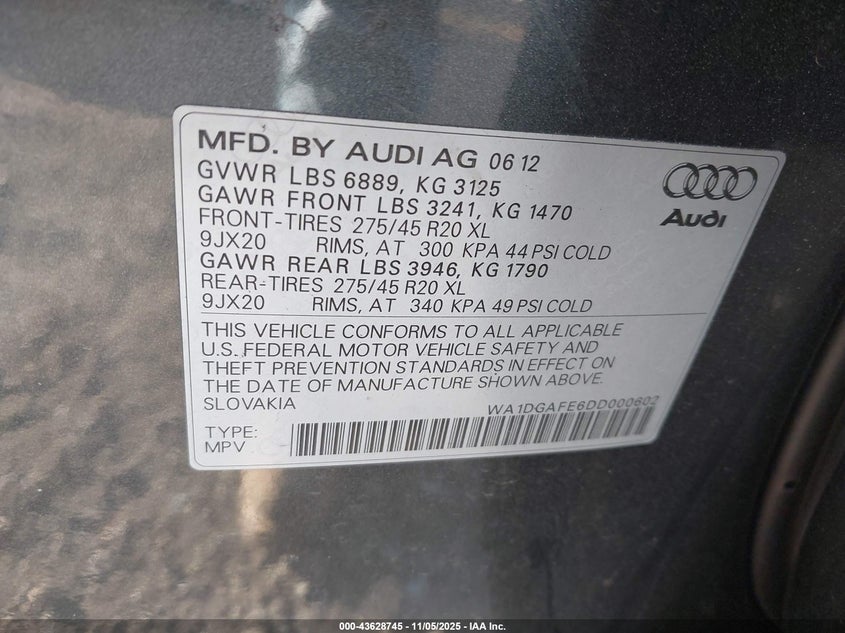 MFD. BY AUDI AG 06 12
GVWR LBS 6889, KG 3125
GAWR FRONT LBS 3241, KG 1470
FRONT-TIRES 275/45 R20 XL
9JX20 RIMS, AT 300 KPA 44 PSI COLD
GAWR REAR LBS 3946, KG 1790
REAR-TIRES 275/45 R20 XL
9JX20 RIMS, AT 340 KPA 49 PSI COLD
Audi
THIS VEHICLE CONFORMS TO ALL APPLICABLE
U.S. FEDERAL MOTOR VEHICLE SAFETY AND
THEFT PREVENTION STANDARDS IN EFFECT ON
THE DATE OF MANUFACTURE SHOWN ABOVE.
SLOVAKIA WA1DGAFE6DD000602
TYPE:
MPV
000-43628745 - 11/05/2025 - IAA Inc.